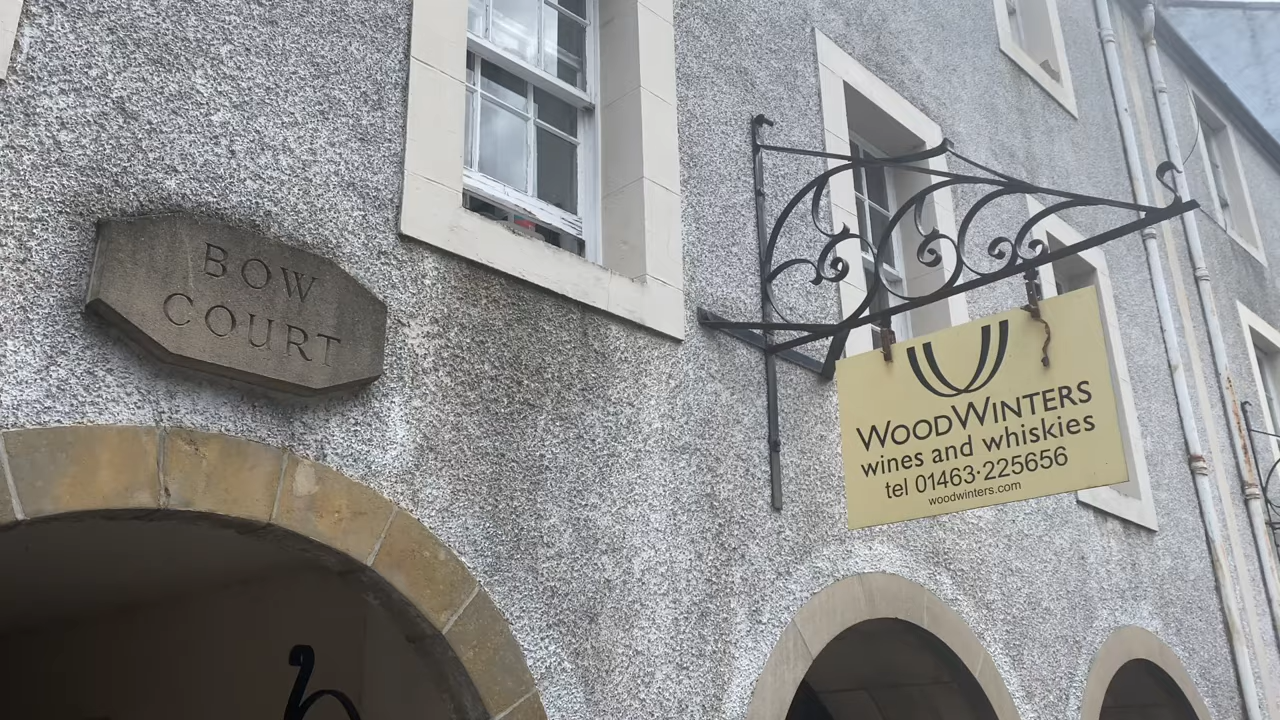 BOW
COURT
WOODWINTERS
wines and whiskies
tel 01463·225656
woodwinters.com